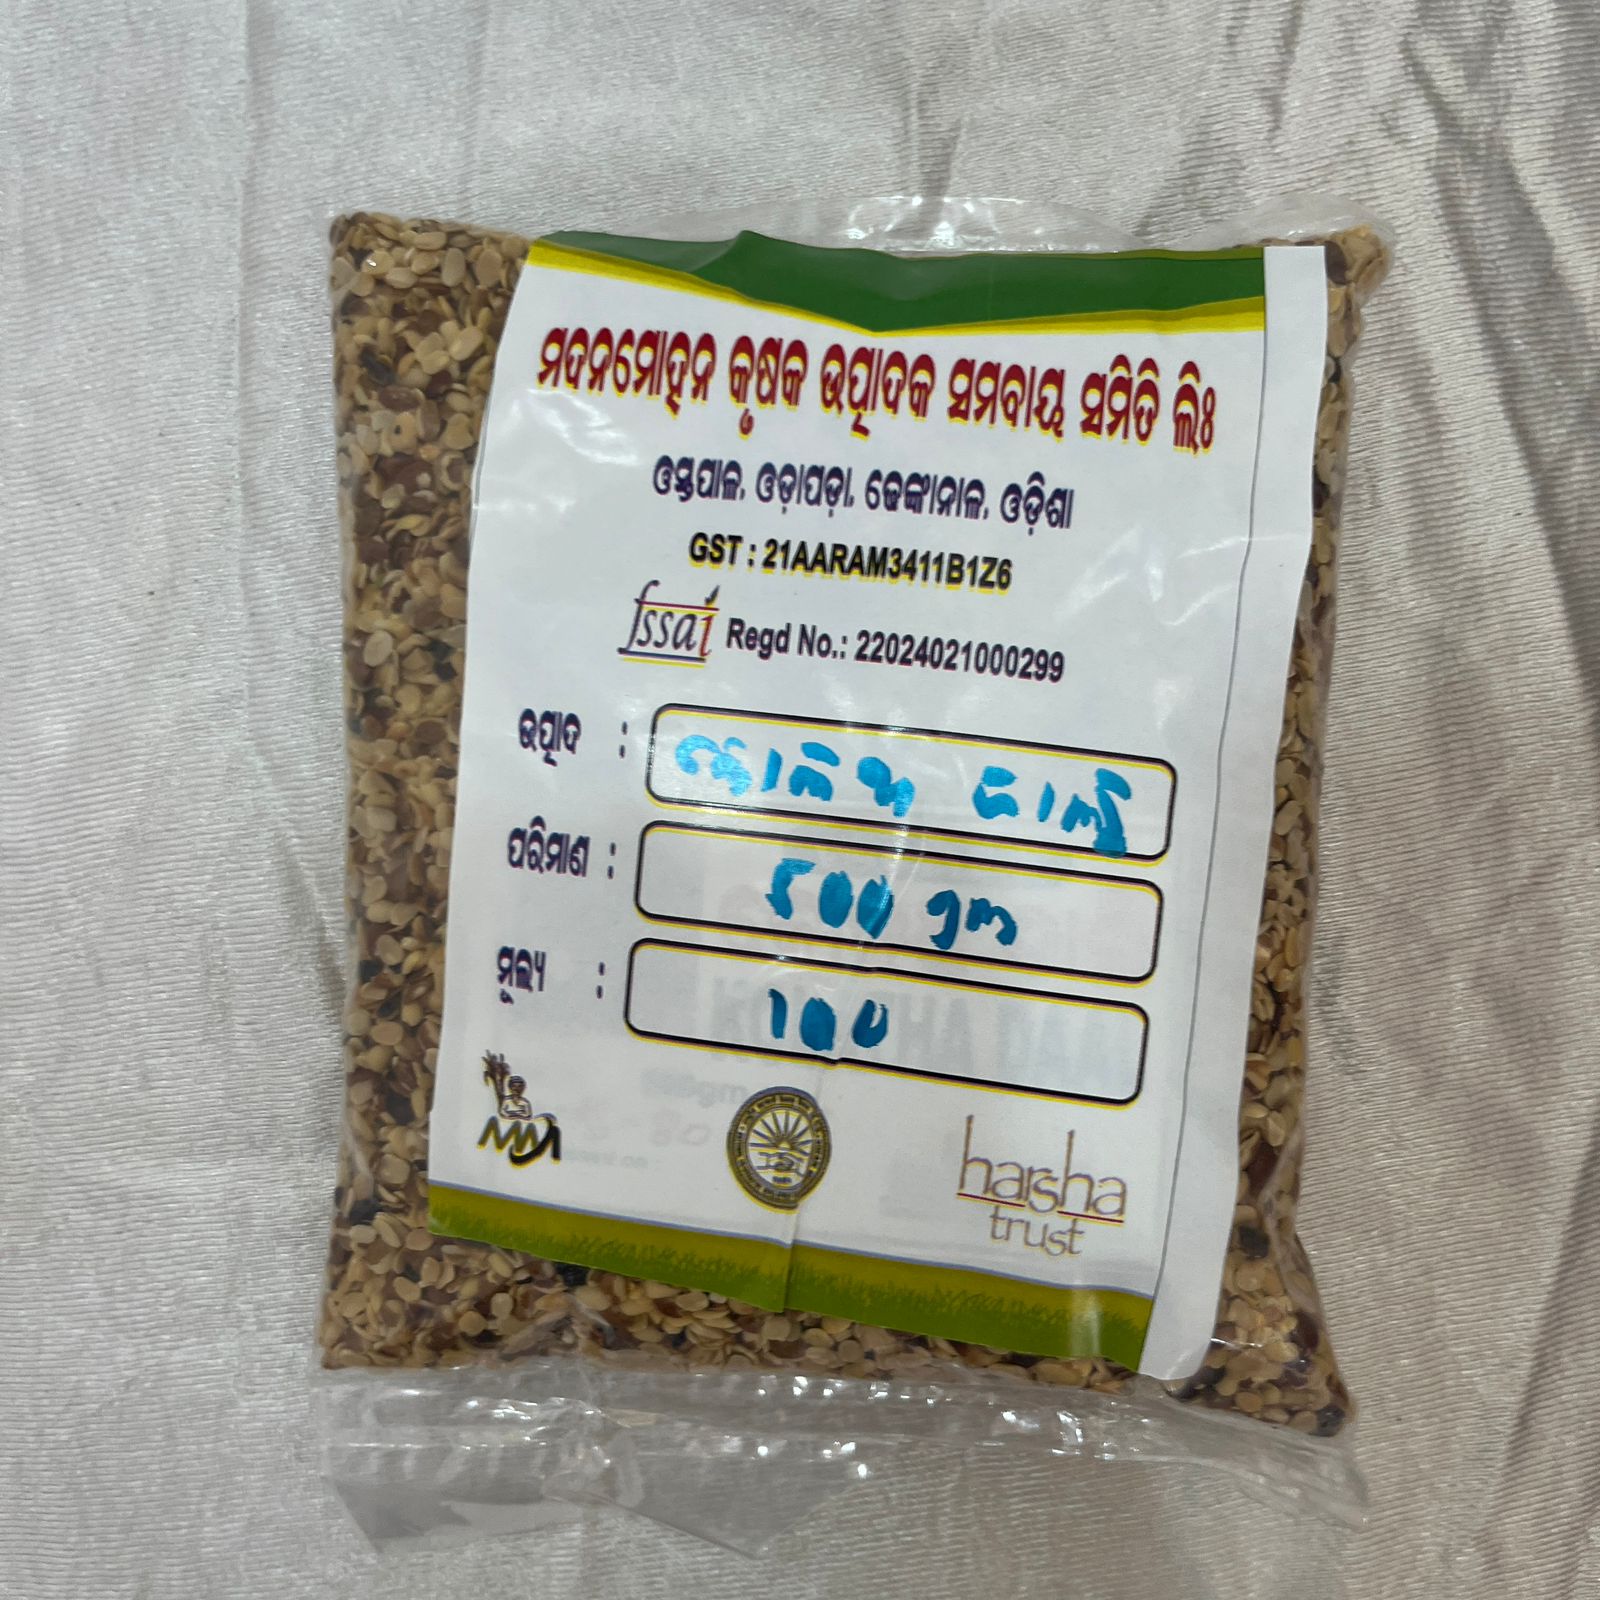 ମଦନମୋହନ କୃଷକ ଉତ୍ପାଦକ ସମବାୟ ସମିତି ଲିଃ
ଓସ୍ତପାଳ, ଓଡ଼ାପଡ଼ା, ଢେଙ୍କାନାଳ, ଓଡ଼ିଶା
GST : 21AARAM3411B1Z6
fssai Regd No.: 22024021000299
ଉତ୍ପାଦ :
ପରିମାଣ : 500 gm
ମୂଲ୍ୟ : 100
harsha
trust